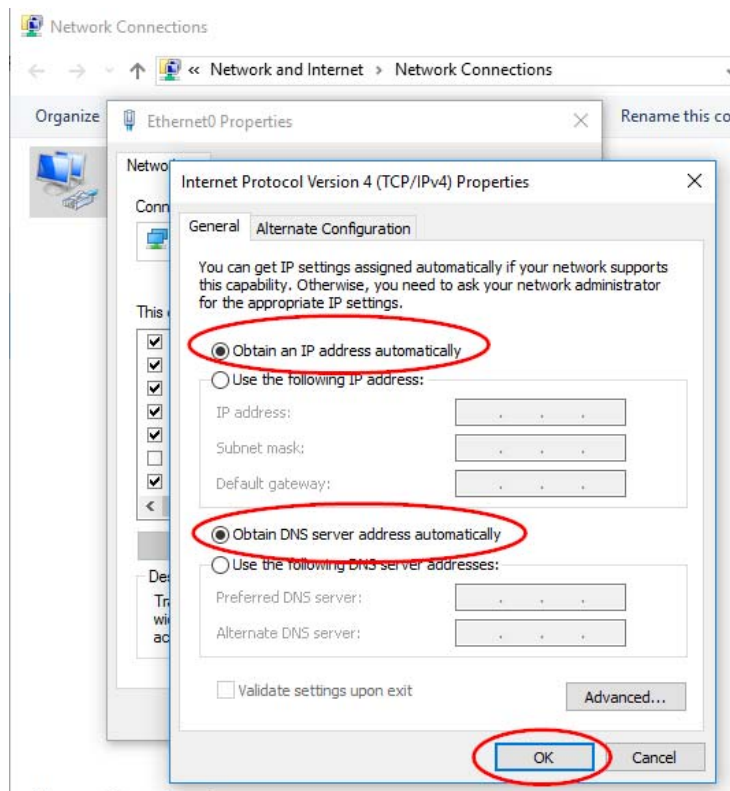 Network Connections
« Network and Internet > Network Connections
Organize
Rename this co
Ethernet0 Properties
Netwo
Conn
This
De
Tr
wi
ac
Internet Protocol Version 4 (TCP/IPv4) Properties
General
Alternate Configuration
You can get IP settings assigned automatically if your network supports
this capability. Otherwise, you need to ask your network administrator
for the appropriate IP settings.
Obtain an IP address automatically
Use the following IP address:
IP address:
Subnet mask:
Default gateway:
Obtain DNS server address automatically
Use the following DNS server addresses:
Preferred DNS server:
Alternate DNS server:
Validate settings upon exit
Advanced...
OK
Cancel